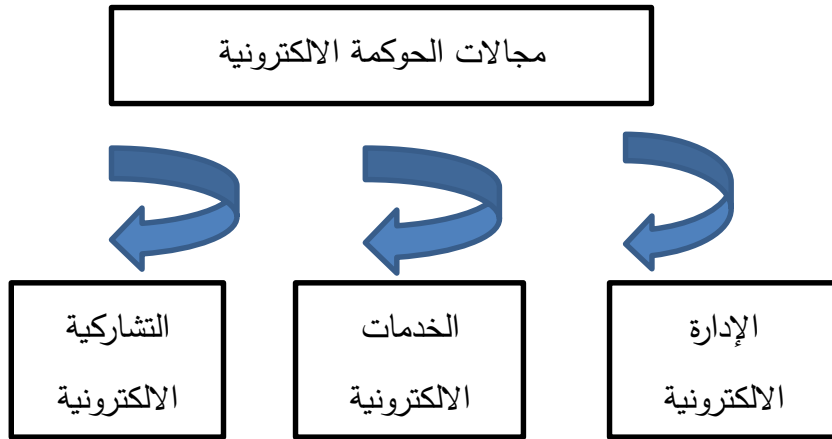 مجالات الحوكمة الالكترونية
الإدارة
الالكترونية
الخدمات
الالكترونية
التشاركية
الالكترونية